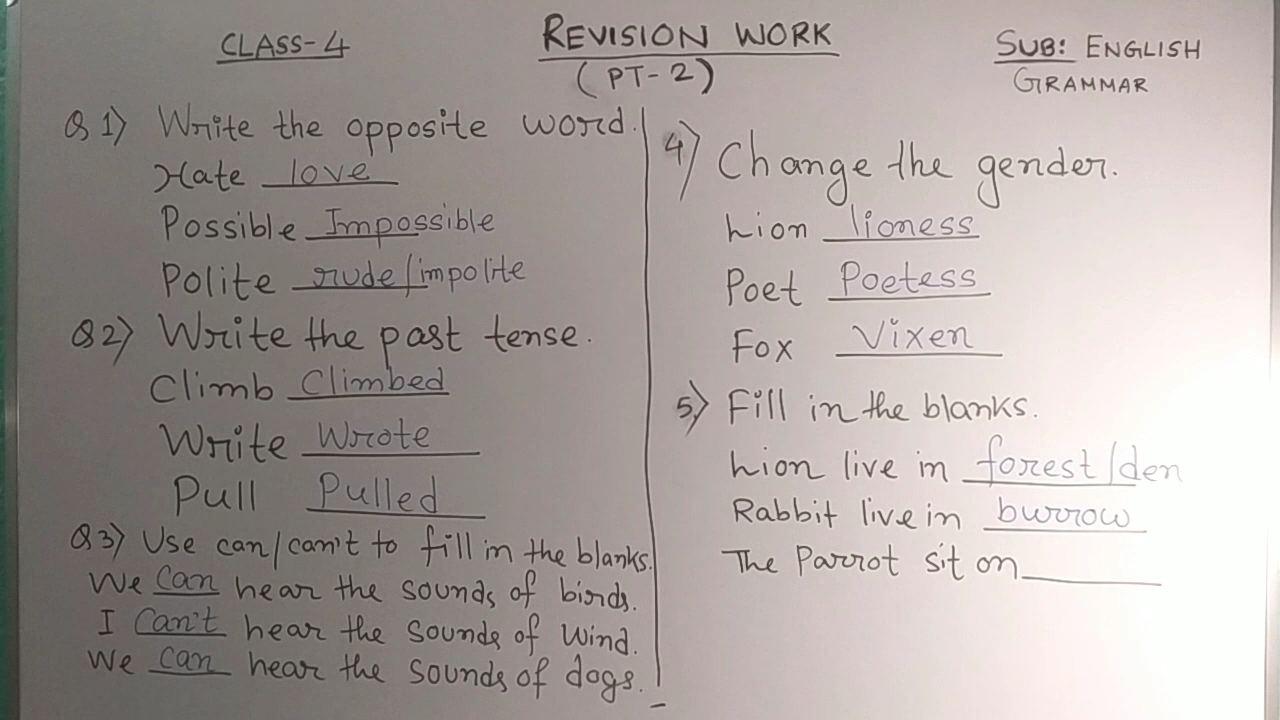 CLASS-4
REVISION WORK
(PT-2)
SUB: ENGLISH
GRAMMAR
Q1) Write the opposite word.
Hate love
Possible Impossible
Polite rude/impolite
Q2) Write the past tense.
Climb Climbed
Write Wrote
Pull Pulled
Q3) Use can/can't to fill in the blanks.
We can hear the sounds of birds.
I can't hear the sounds of wind.
We can hear the sounds of dogs.
4) Change the gender.
Lion lioness
Poet Poetess
Fox Vixen
5) Fill in the blanks.
Lion live in forest/den
Rabbit live in burrow
The Parrot sit on______